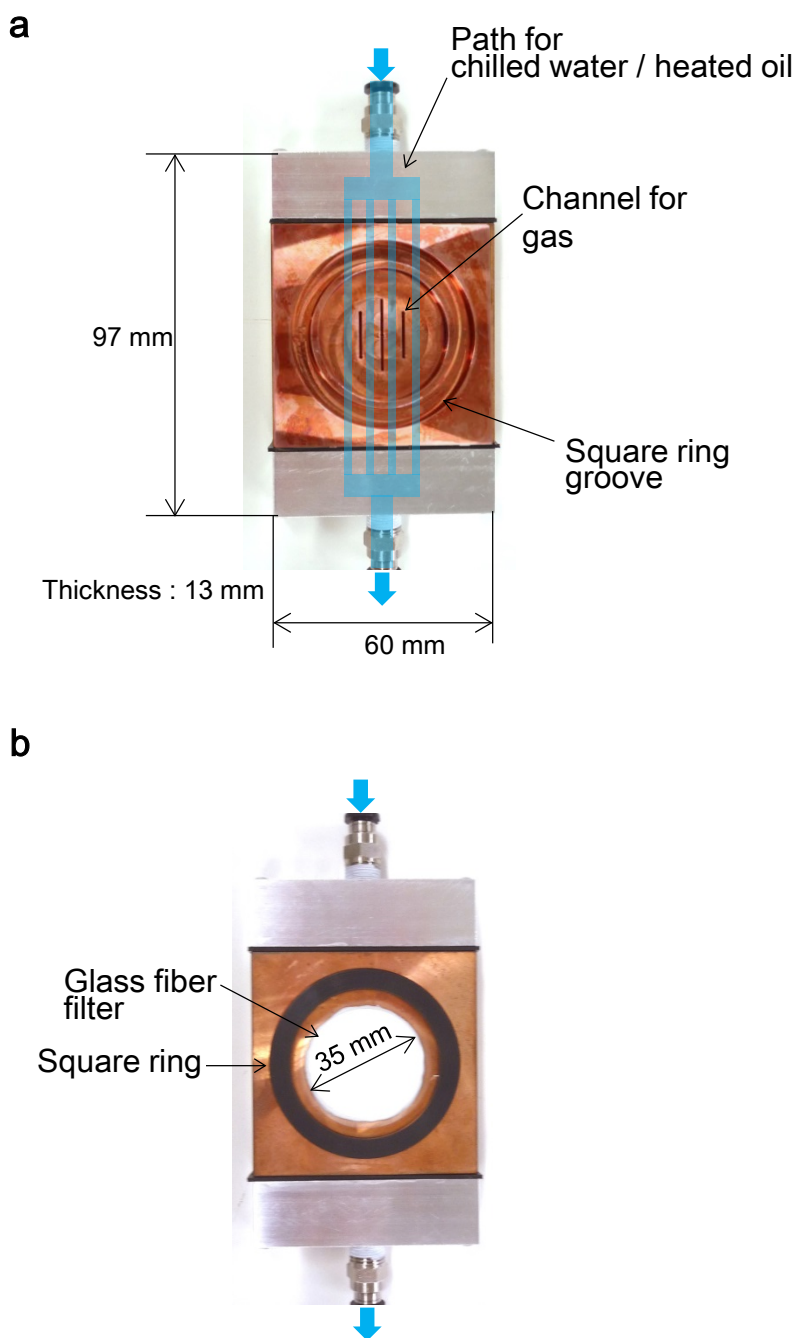 a
Path for
chilled water / heated oil
Channel for
gas
97 mm
Square ring
groove
Thickness : 13 mm
60 mm
b
Glass fiber
filter
35 mm
Square ring